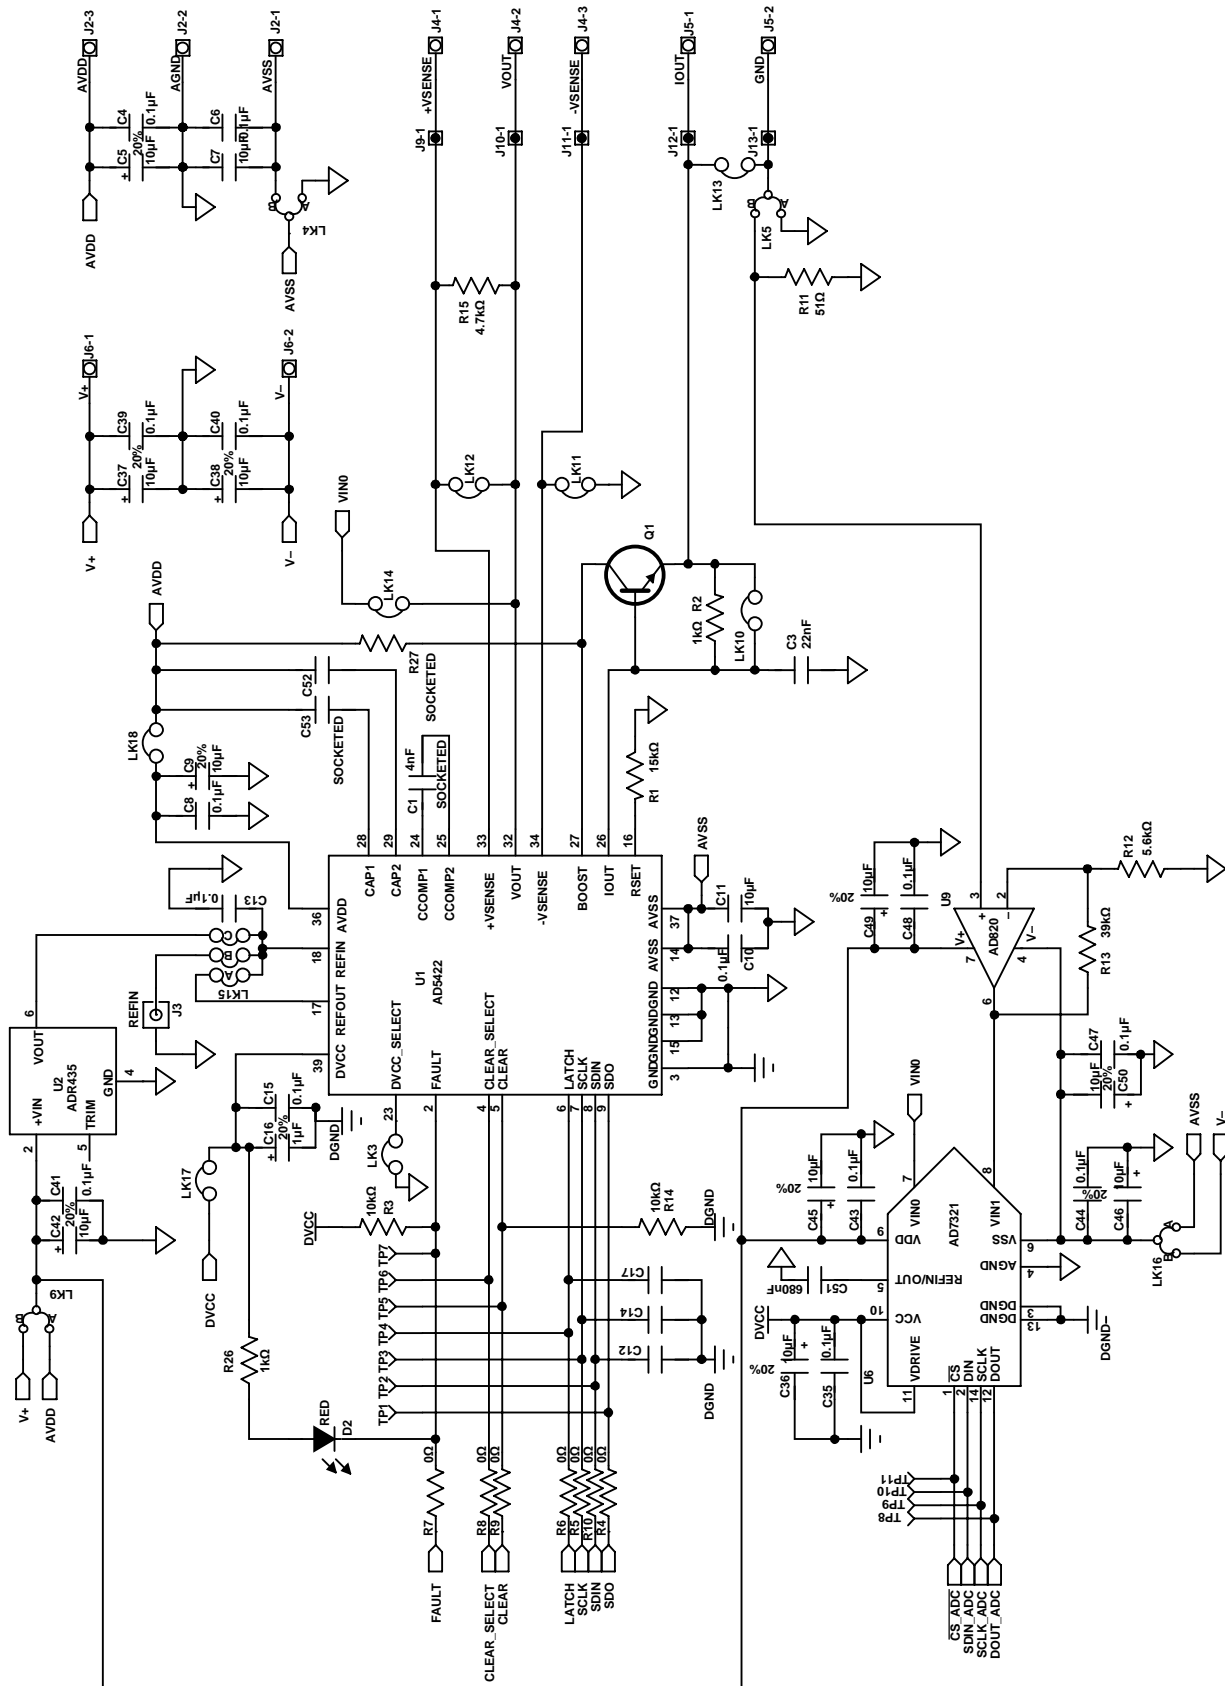 J2-3
J2-2
J2-1
AVDD
AGND
AVSS
C4
0.1µF
C6
0.1µF
C5
20%
10µF
+
C7
10µF
B
A
LK4
AVDD
AVSS
J6-1
J6-2
V+
V–
C39
0.1µF
C40
0.1µF
C37
20%
10µF
+
C38
20%
10µF
+
V+
V–
J4-1
J4-2
J4-3
J5-1
J5-2
+VSENSE
VOUT
-VSENSE
IOUT
GND
J9-1
J10-1
J11-1
J12-1
J13-1
LK13
B
A
LK5
R15
4.7kΩ
R11
51Ω
LK12
LK11
VIN0
LK14
Q1
AVDD
R27
SOCKETED
C52
C53
SOCKETED
R2
1kΩ
LK10
C3
22nF
LK18
C9
20%
10µF
+
C8
0.1µF
C1
4nF
SOCKETED
R1
15kΩ
28
29
24
25
33
32
34
27
26
16
CAP1
CAP2
CCOMP1
CCOMP2
+VSENSE
VOUT
-VSENSE
BOOST
IOUT
RSET
C13
0.1µF
C
B
A
LK15
REFIN
J3
36
AVDD
18
REFIN
17
REFOUT
39
DVCC
U1
AD5422
AVSS
37
AVSS
14
GND
12
GND
13
GND
15
GND
3
AVSS
C11
10µF
C10
0.1µF
DVCC_SELECT
FAULT
CLEAR_SELECT
CLEAR
LATCH
SCLK
SDIN
SDO
23
2
4
5
6
7
8
9
6
VOUT
U2
ADR435
+VIN
TRIM
GND
2
5
4
C41
0.1µF
C42
20%
10µF
+
LK9
B
A
V+
AVDD
LK17
DVCC
C15
0.1µF
C16
20%
1µF
+
DGND
LK3
DVCC
10kΩ
R3
10kΩ
R14
DGND
TP7
TP6
TP5
TP4
TP3
TP2
TP1
C17
C14
C12
DGND
R26
1kΩ
RED
D2
R7
0Ω
R8
0Ω
R9
0Ω
R6
0Ω
R5
0Ω
R10
0Ω
R4
0Ω
FAULT
CLEAR_SELECT
CLEAR
LATCH
SCLK
SDIN
SDO
C49
20%
10µF
+
C48
0.1µF
U9
AD820
3
+
2
–
V+
7
V–
4
6
R12
5.6kΩ
R13
39kΩ
C47
0.1µF
10µF
20%
C50
+
VIN0
AVSS
V–
C45
20%
10µF
+
C43
0.1µF
C44
0.1µF
20%
C46
10µF
+
LK16
B
A
7
VIN0
8
VIN1
AD7321
9
VDD
6
VSS
5
REFIN/OUT
4
AGND
10
VCC
3
DGND
13
DGND
11
VDRIVE
CS
DIN
SCLK
DOUT
1
2
14
12
U6
680nF
C51
DVCC
C36
20%
10µF
+
C35
0.1µF
DGND
TP11
TP10
TP9
TP8
CS_ADC
SDIN_ADC
SCLK_ADC
DOUT_ADC